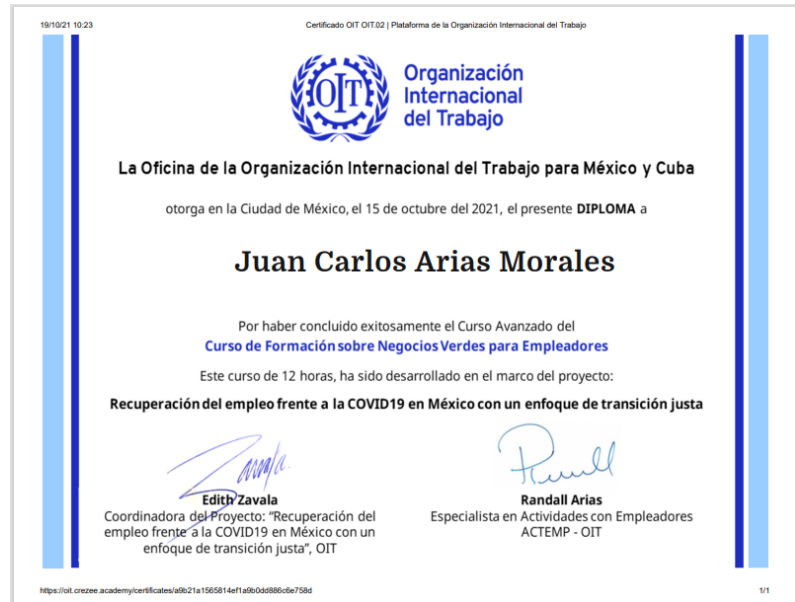 19/10/21 10:23
Certificado OIT OIT.02 | Plataforma de la Organización Internacional del Trabajo
OIT
Organización
Internacional
del Trabajo
La Oficina de la Organización Internacional del Trabajo para México y Cuba
otorga en la Ciudad de México, el 15 de octubre del 2021, el presente DIPLOMA a
Juan Carlos Arias Morales
Por haber concluido exitosamente el Curso Avanzado del
Curso de Formación sobre Negocios Verdes para Empleadores
Este curso de 12 horas, ha sido desarrollado en el marco del proyecto:
Recuperación del empleo frente a la COVID19 en México con un enfoque de transición justa
Zavala.
Edith Zavala
Coordinadora del Proyecto: “Recuperación del
empleo frente a la COVID19 en México con un
enfoque de transición justa”, OIT
Randall Arias
Especialista en Actividades con Empleadores
ACTEMP - OIT
https://oit.crezee.academy/certificates/a9b21a1565814ef1a9b0dd886c6e758d
1/1